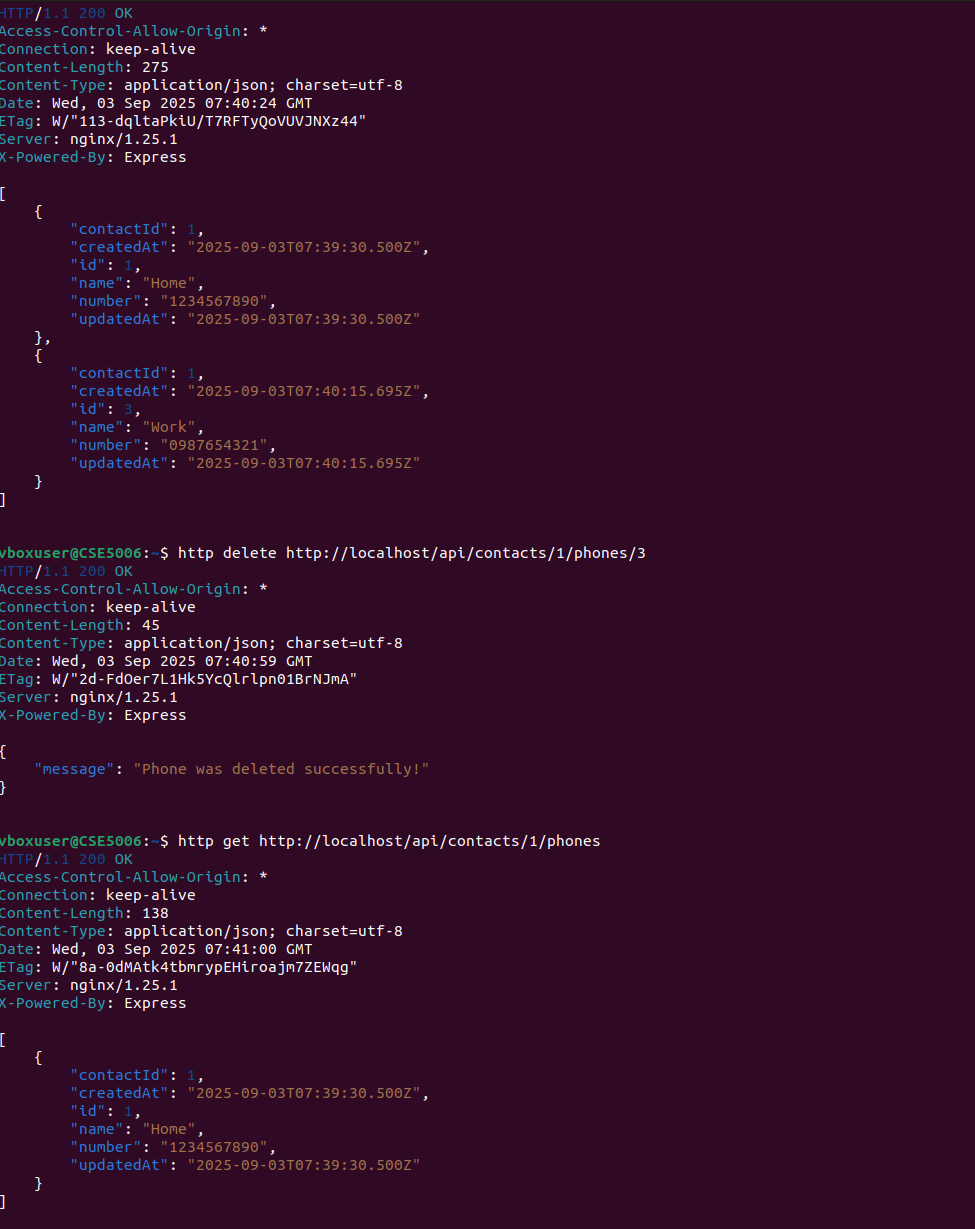 HTTP/1.1 200 OK
Access-Control-Allow-Origin: *
Connection: keep-alive
Content-Length: 275
Content-Type: application/json; charset=utf-8
Date: Wed, 03 Sep 2025 07:40:24 GMT
ETag: W/"113-dqltaPkiU/T7RFTyQoVUVJNXz44"
Server: nginx/1.25.1
X-Powered-By: Express

[
    {
        "contactId": 1,
        "createdAt": "2025-09-03T07:39:30.500Z",
        "id": 1,
        "name": "Home",
        "number": "1234567890",
        "updatedAt": "2025-09-03T07:39:30.500Z"
    },
    {
        "contactId": 1,
        "createdAt": "2025-09-03T07:40:15.695Z",
        "id": 3,
        "name": "Work",
        "number": "0987654321",
        "updatedAt": "2025-09-03T07:40:15.695Z"
    }
]

vboxuser@CSE5006:~$ http delete http://localhost/api/contacts/1/phones/3
HTTP/1.1 200 OK
Access-Control-Allow-Origin: *
Connection: keep-alive
Content-Length: 45
Content-Type: application/json; charset=utf-8
Date: Wed, 03 Sep 2025 07:40:59 GMT
ETag: W/"2d-FdOer7L1Hk5YcQlrlpn01BrNJmA"
Server: nginx/1.25.1
X-Powered-By: Express

{
    "message": "Phone was deleted successfully!"
}

vboxuser@CSE5006:~$ http get http://localhost/api/contacts/1/phones
HTTP/1.1 200 OK
Access-Control-Allow-Origin: *
Connection: keep-alive
Content-Length: 138
Content-Type: application/json; charset=utf-8
Date: Wed, 03 Sep 2025 07:41:00 GMT
ETag: W/"8a-0dMAtk4tbmrypEHiroajm7ZEWqg"
Server: nginx/1.25.1
X-Powered-By: Express

[
    {
        "contactId": 1,
        "createdAt": "2025-09-03T07:39:30.500Z",
        "id": 1,
        "name": "Home",
        "number": "1234567890",
        "updatedAt": "2025-09-03T07:39:30.500Z"
    }
]